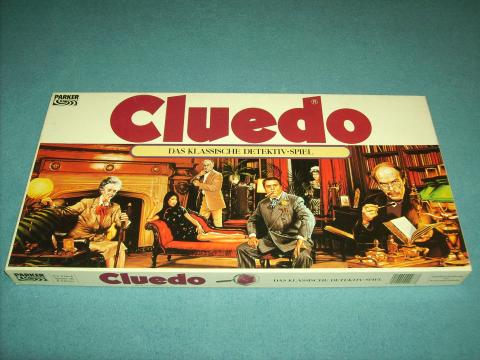 PARKER
Cluedo®
DAS KLASSISCHE DETEKTIV-SPIEL
PARKER
Cluedo
DAS KLASSISCHE DETEKTIV-SPIEL